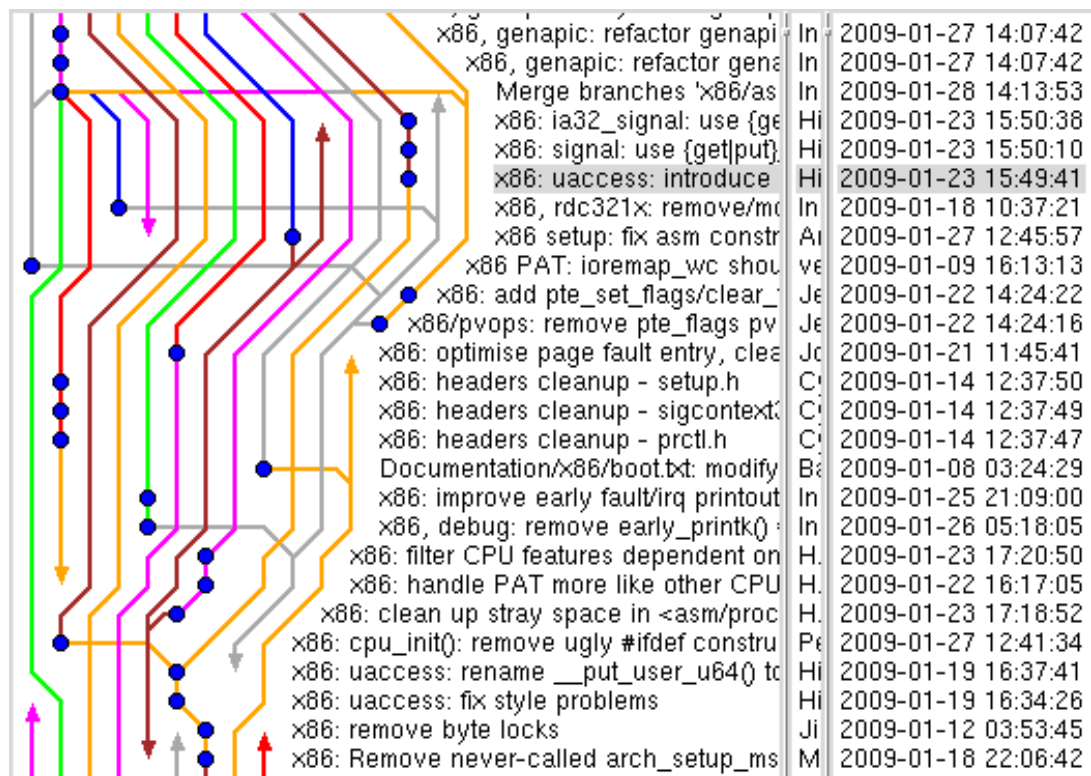 x86, genapic: refactor genapi In 2009-01-27 14:07:42
x86, genapic: refactor gena In 2009-01-27 14:07:42
Merge branches 'x86/as In 2009-01-28 14:13:53
x86: ia32_signal: use {ge Hi 2009-01-23 15:50:38
x86: signal: use {get|put} Hi 2009-01-23 15:50:10
x86: uaccess: introduce Hi 2009-01-23 15:49:41
x86, rdc321x: remove/mo In 2009-01-18 10:37:21
x86 setup: fix asm constr 2009-01-27 12:45:57
x86 PAT: ioremap_wc shou ve 2009-01-09 16:13:13
x86: add pte_set_flags/clear_ Je 2009-01-22 14:24:22
x86/pvops: remove pte_flags pv Je 2009-01-22 14:24:16
x86: optimise page fault entry, clea Jo 2009-01-21 11:45:41
x86: headers cleanup - setup.h 2009-01-14 12:37:50
x86: headers cleanup - sigcontext3 2009-01-14 12:37:49
x86: headers cleanup - prctl.h 2009-01-14 12:37:47
Documentation/x86/boot.txt: modify Ba 2009-01-08 03:24:29
x86: improve early fault/irq printout In 2009-01-25 21:09:00
x86, debug: remove early_printk() In 2009-01-26 05:18:05
x86: filter CPU features dependent on H. 2009-01-23 17:20:50
x86: handle PAT more like other CPU H. 2009-01-22 16:17:05
x86: clean up stray space in <asm/proc H. 2009-01-23 17:18:52
x86: cpu_init(): remove ugly #ifdef constru Pe 2009-01-27 12:41:34
x86: uaccess: rename __put_user_u64() to Hi 2009-01-19 16:37:41
x86: uaccess: fix style problems Hi 2009-01-19 16:34:26
x86: remove byte locks Ji 2009-01-12 03:53:45
x86: Remove never-called arch_setup_ms M 2009-01-18 22:06:42